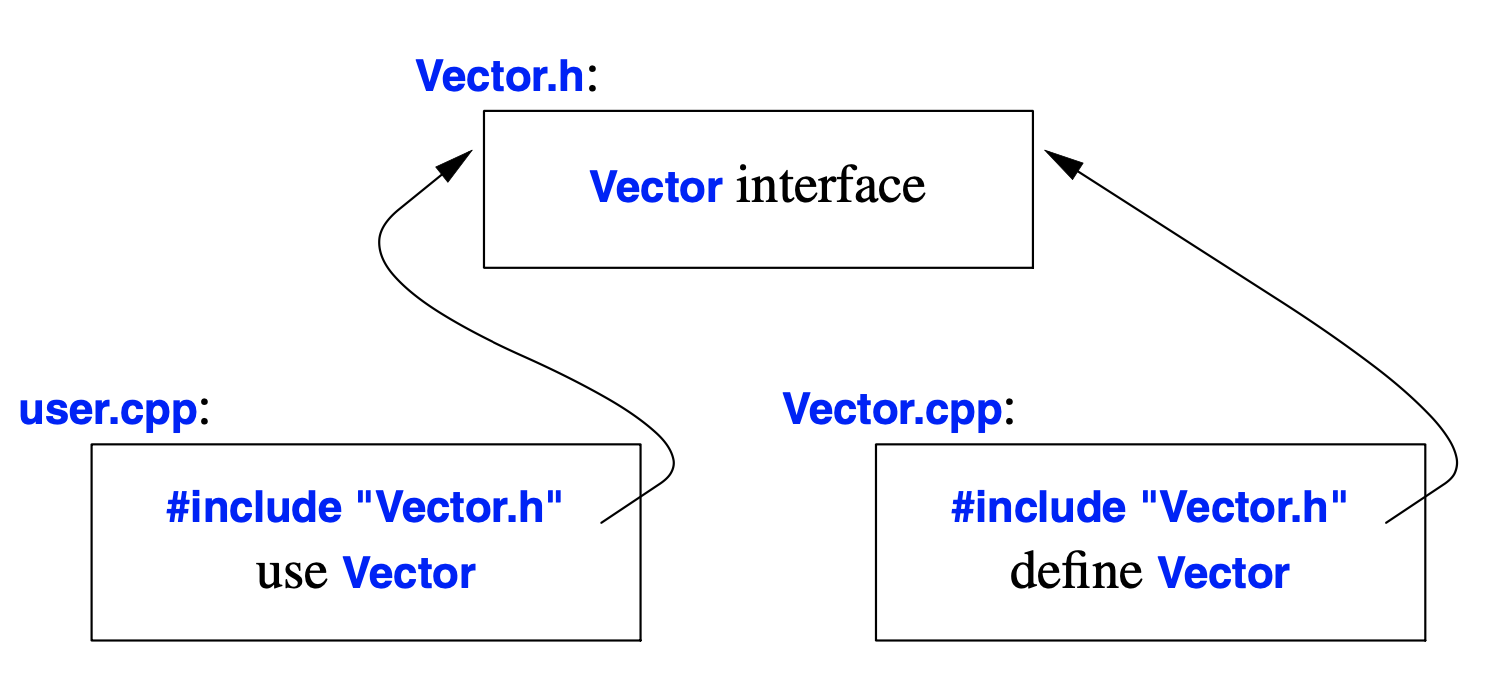 Vector.h:
Vector interface
user.cpp:
#include "Vector.h"
use Vector
Vector.cpp:
#include "Vector.h"
define Vector